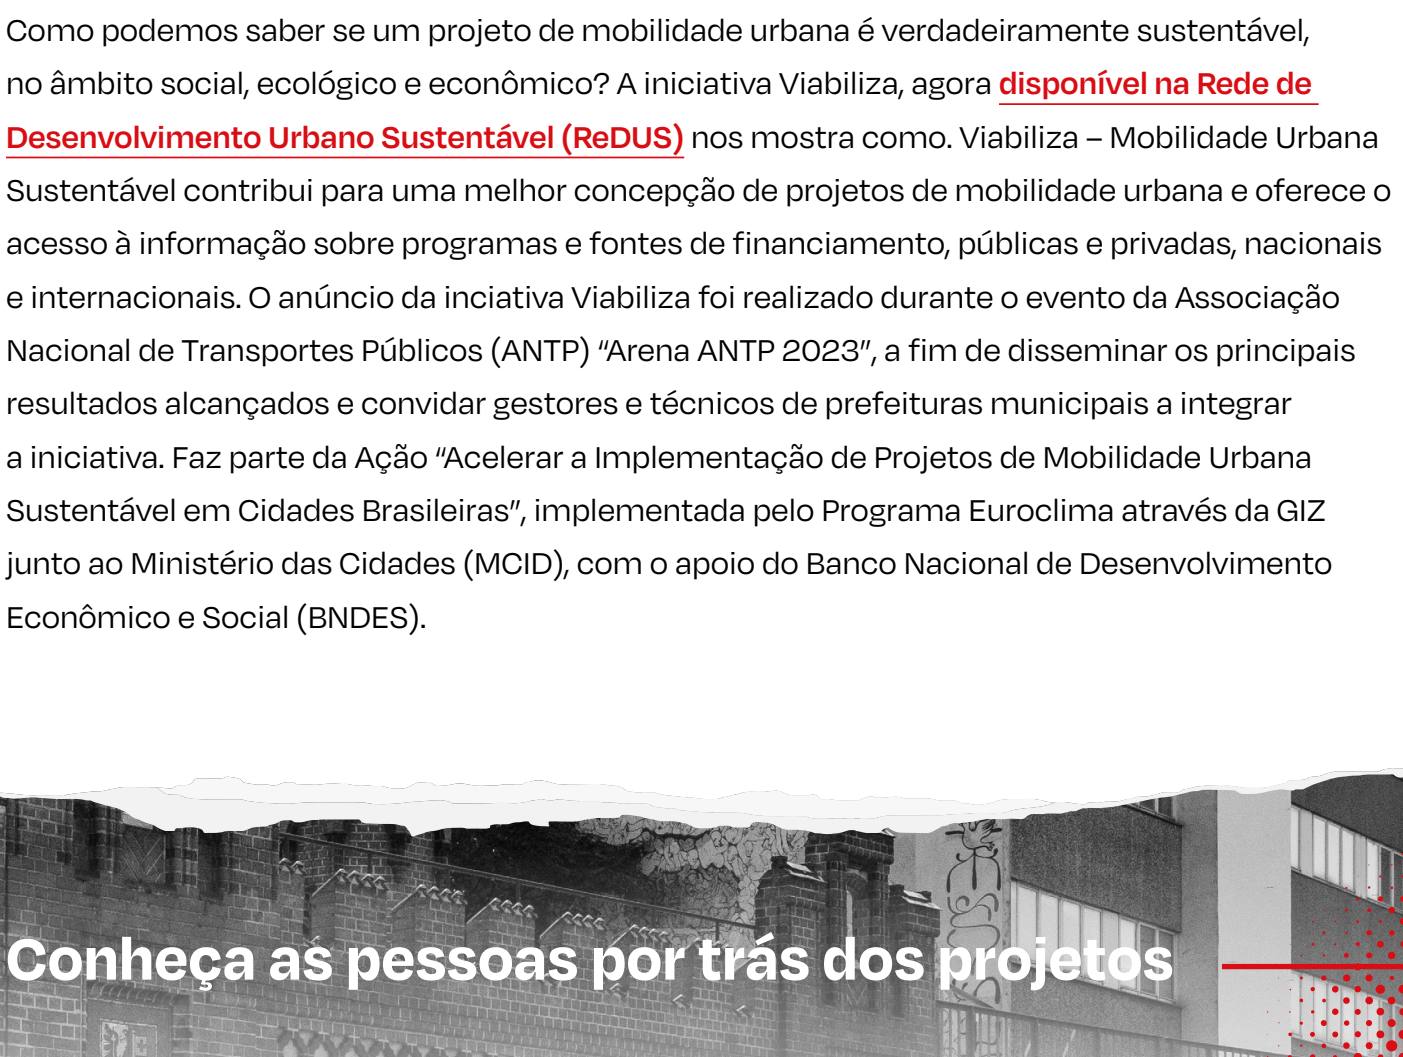 Como podemos saber se um projeto de mobilidade urbana é verdadeiramente sustentável,
no âmbito social, ecológico e econômico? A iniciativa Viabiliza, agora disponível na Rede de
Desenvolvimento Urbano Sustentável (ReDUS) nos mostra como. Viabiliza – Mobilidade Urbana
Sustentável contribui para uma melhor concepção de projetos de mobilidade urbana e oferece o
acesso à informação sobre programas e fontes de financiamento, públicas e privadas, nacionais
e internacionais. O anúncio da inciativa Viabiliza foi realizado durante o evento da Associação
Nacional de Transportes Públicos (ANTP) “Arena ANTP 2023”, a fim de disseminar os principais
resultados alcançados e convidar gestores e técnicos de prefeituras municipais a integrar
a iniciativa. Faz parte da Ação “Acelerar a Implementação de Projetos de Mobilidade Urbana
Sustentável em Cidades Brasileiras”, implementada pelo Programa Euroclima através da GIZ
junto ao Ministério das Cidades (MCID), com o apoio do Banco Nacional de Desenvolvimento
Econômico e Social (BNDES).
Conheça as pessoas por trás dos projetos